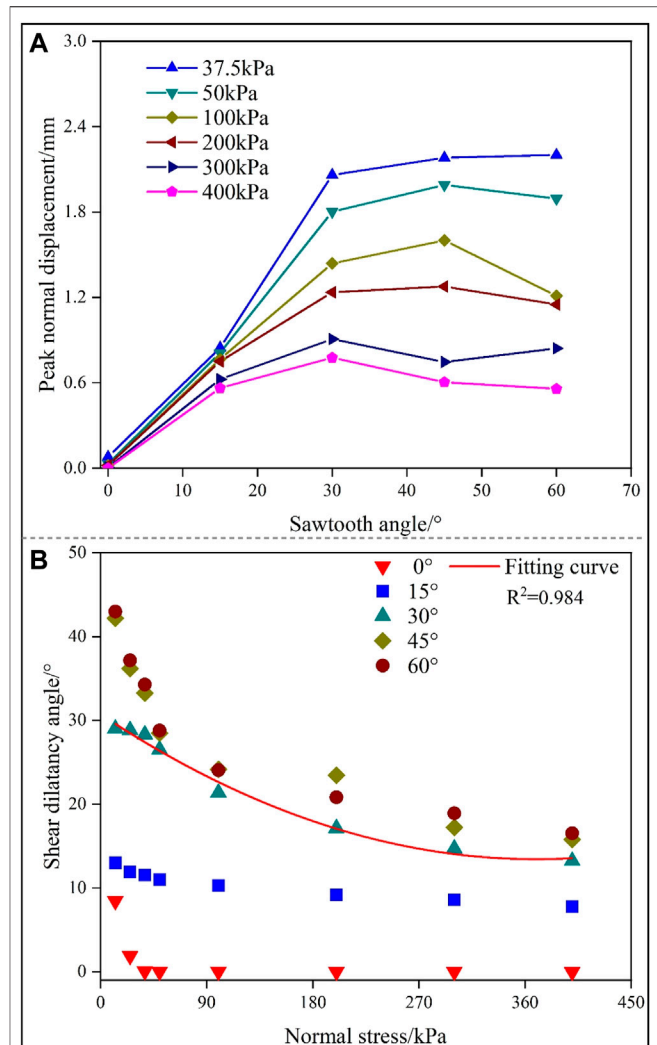 A
3.0
2.4
1.8
1.2
0.6
0.0
Peak normal displacement/mm
37.5kPa
50kPa
100kPa
200kPa
300kPa
400kPa
0 10 20 30 40 50 60 70
Sawtooth angle/°
B
50
40
30
20
10
0
Shear dilatancy angle/°
0°
15°
30°
45°
60°
Fitting curve
R²=0.984
0 90 180 270 360 450
Normal stress/kPa